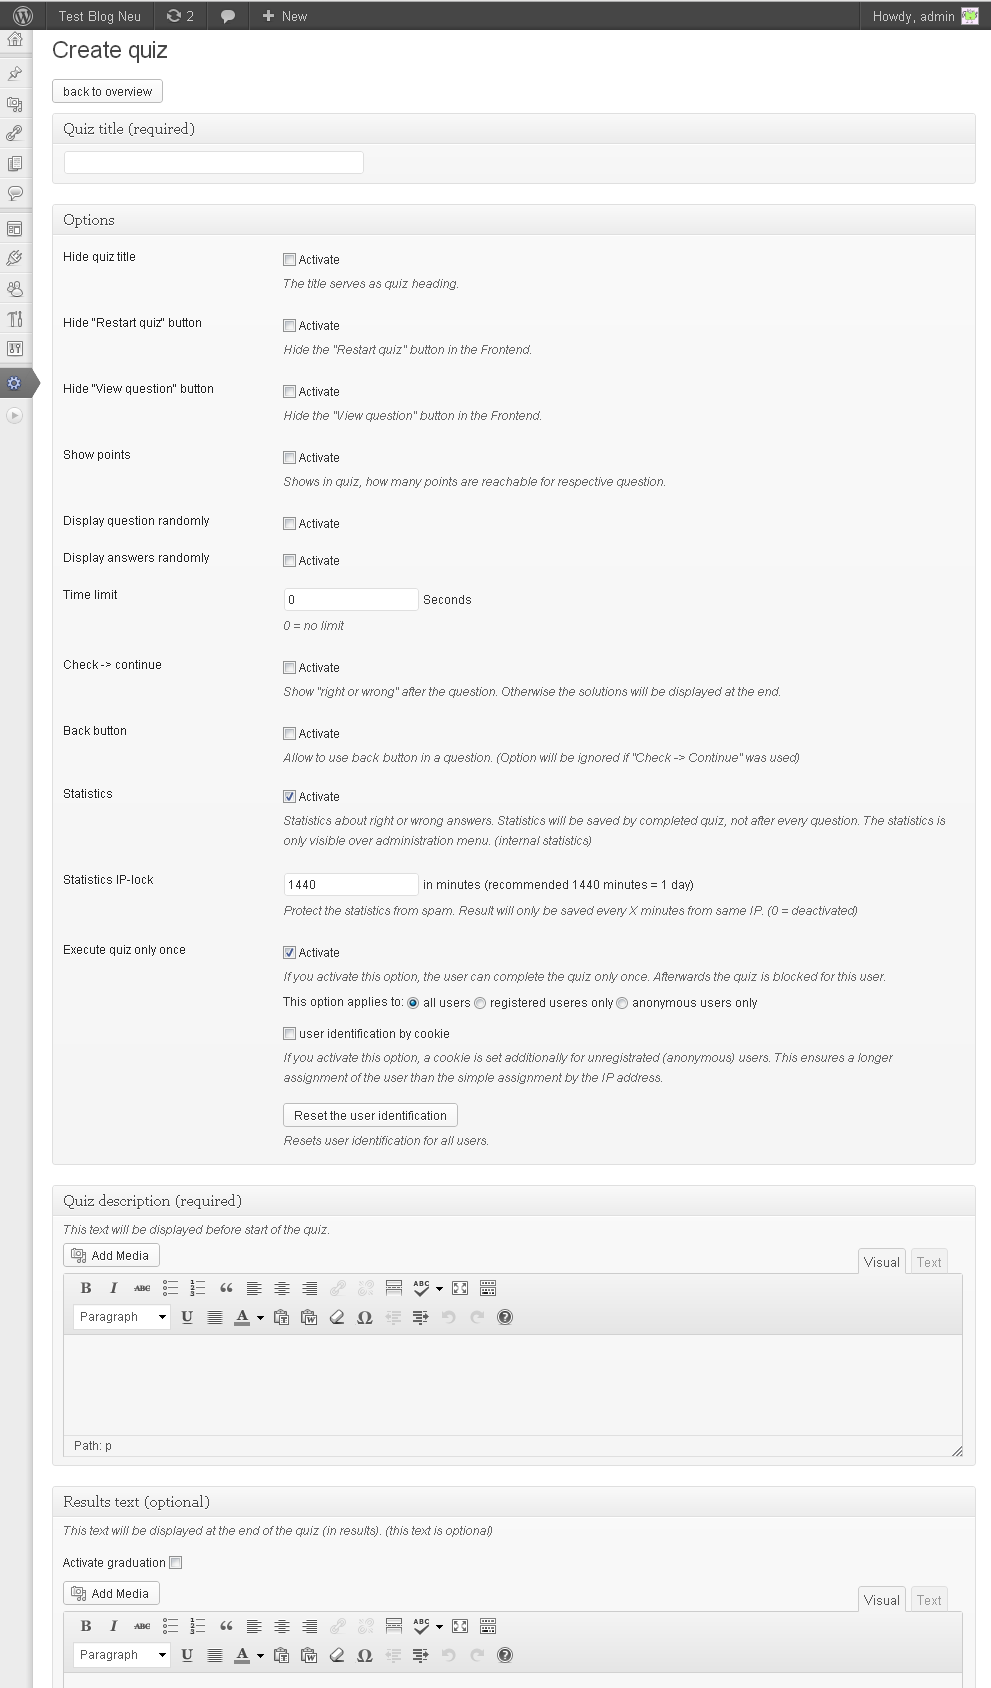 Test Blog Neu 2 New Howdy, admin
Create quiz
back to overview
Quiz title (required)
Options
Hide quiz title Activate
The title serves as quiz heading.
Hide "Restart quiz" button Activate
Hide the "Restart quiz" button in the Frontend.
Hide "View question" button Activate
Hide the "View question" button in the Frontend.
Show points Activate
Shows in quiz, how many points are reachable for respective question.
Display question randomly Activate
Display answers randomly Activate
Time limit 0 Seconds
0 = no limit
Check -> continue Activate
Show "right or wrong" after the question. Otherwise the solutions will be displayed at the end.
Back button Activate
Allow to use back button in a question. (Option will be ignored if "Check -> Continue" was used)
Statistics Activate
Statistics about right or wrong answers. Statistics will be saved by completed quiz, not after every question. The statistics is
only visible over administration menu. (internal statistics)
Statistics IP-lock 1440 in minutes (recommended 1440 minutes = 1 day)
Protect the statistics from spam. Result will only be saved every X minutes from same IP. (0 = deactivated)
Execute quiz only once Activate
If you activate this option, the user can complete the quiz only once. Afterwards the quiz is blocked for this user.
This option applies to: all users registered useres only anonymous users only
user identification by cookie
If you activate this option, a cookie is set additionally for unregistrated (anonymous) users. This ensures a longer
assignment of the user than the simple assignment by the IP address.
Reset the user identification
Resets user identification for all users.
Quiz description (required)
This text will be displayed before start of the quiz.
Add Media Visual Text
B I ABC ABC
Paragraph U A Ω
Path: p
Results text (optional)
This text will be displayed at the end of the quiz (in results). (this text is optional)
Activate graduation
Add Media Visual Text
B I ABC ABC
Paragraph U A Ω